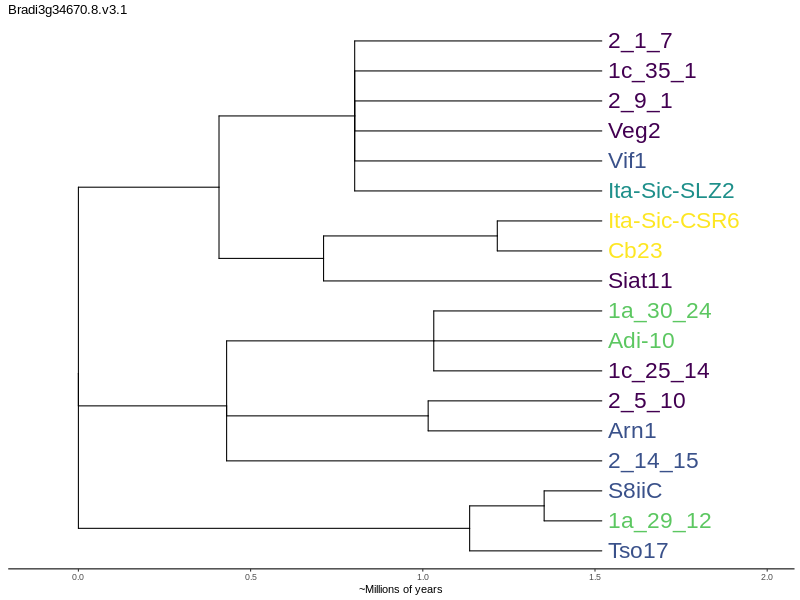 Bradi3g34670.8.v3.1
2_1_7
1c_35_1
2_9_1
Veg2
Vif1
Ita-Sic-SLZ2
Ita-Sic-CSR6
Cb23
Siat11
1a_30_24
Adi-10
1c_25_14
2_5_10
Arn1
2_14_15
S8iiC
1a_29_12
Tso17
0.0 0.5 1.0 1.5 2.0
~Millions of years